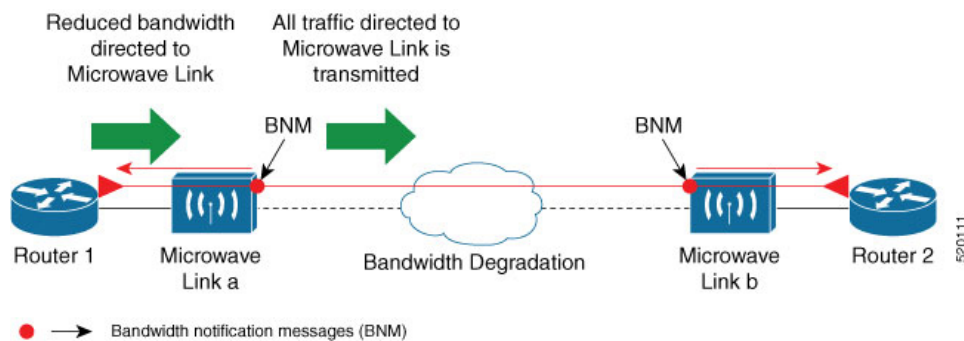 Reduced bandwidth
directed to
Microwave Link
All traffic directed to
Microwave Link is
transmitted
BNM
BNM
Router 1
Microwave
Link a
Bandwidth Degradation
Microwave
Link b
Router 2
520111
Bandwidth notification messages (BNM)